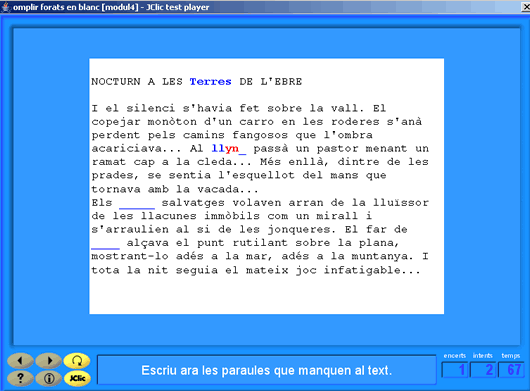 omplir forats en blanc [modul4] - JClic test player
NOCTURN A LES Terres DE L'EBRE
I el silenci s'havia fet sobre la vall. El
copejar monòton d'un carro en les roderes s'anà
perdent pels camins fangosos que l'ombra
acariciava... Al llyn_ passà un pastor menant un
ramat cap a la cleda... Més enllà, dintre de les
prades, se sentia l'esquellot del mans que
tornava amb la vacada...
Els _____ salvatges volaven arran de la lluïssor
de les llacunes immòbils com un mirall i
s'arraulien al si de les jonqueres. El far de
____ alçava el punt rutilant sobre la plana,
mostrant-lo adés a la mar, adés a la muntanya. I
tota la nit seguia el mateix joc infatigable...
? i JClic
Escriu ara les paraules que manquen al text.
encerts intents temps
1 2 67